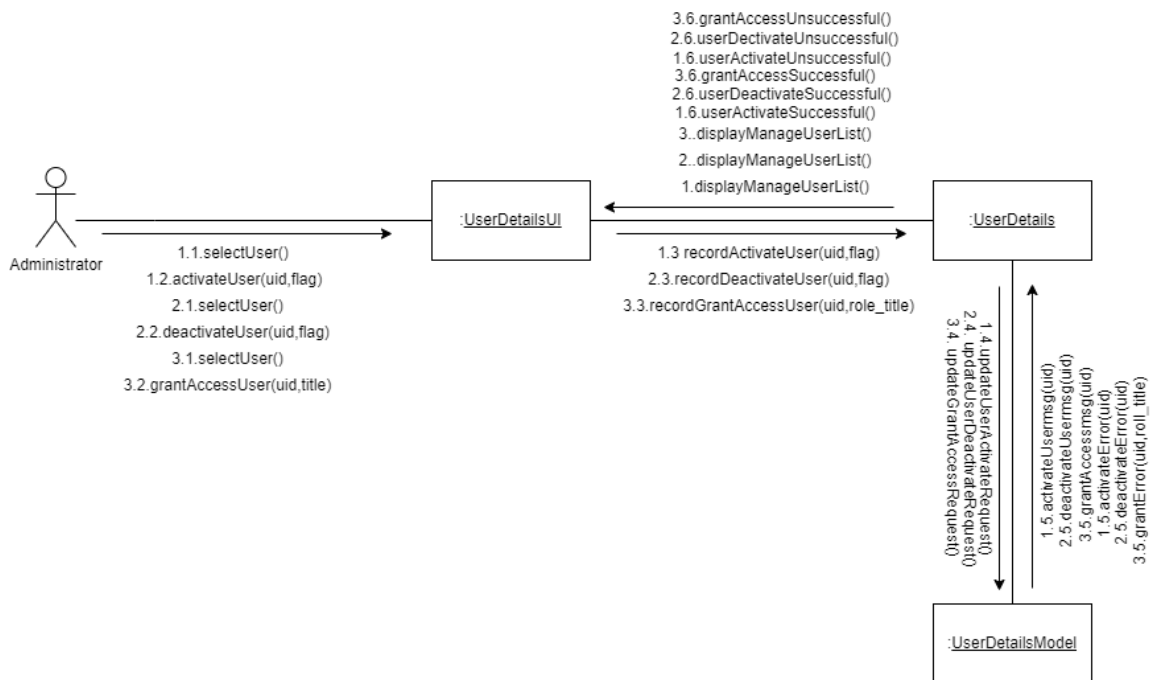 3.6.grantAccessUnsuccessful()
2.6.userDectivateUnsuccessful()
1.6.userActivateUnsuccessful()
3.6.grantAccessSuccessful()
2.6.userDeactivateSuccessful()
1.6.userActivateSuccessful()
3..displayManageUserList()
2..displayManageUserList()
1.displayManageUserList()
:UserDetailsUI
:UserDetails
Administrator
1.1.selectUser()
1.2.activateUser(uid,flag)
2.1.selectUser()
2.2.deactivateUser(uid,flag)
3.1.selectUser()
3.2.grantAccessUser(uid,title)
1.3 recordActivateUser(uid,flag)
2.3.recordDeactivateUser(uid,flag)
3.3.recordGrantAccessUser(uid,role_title)
1.4.updateUserActivateRequest()
2.4. updateUserDeactivateRequest()
3.4. updateGrantAccessRequest()
1.5.activateUsermsg(uid)
2.5.deactivateUsermsg(uid)
3.5.grantAccessmsg(uid)
1.5.activateError(uid)
2.5.deactivateError(uid)
3.5.grantError(uid,roll_title)
:UserDetailsModel